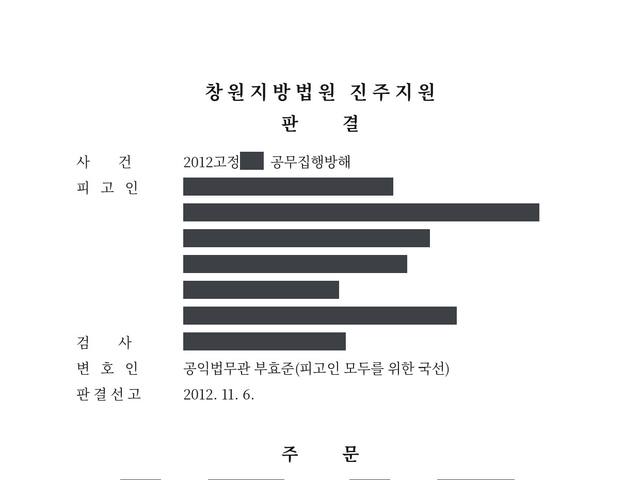 창원지방법원 진주지원
판 결
사 건 2012고정 공무집행방해
피 고 인
검 사
변 호 인 공익법무관 부효준(피고인 모두를 위한 국선)
판결선고 2012. 11. 6.
주 문